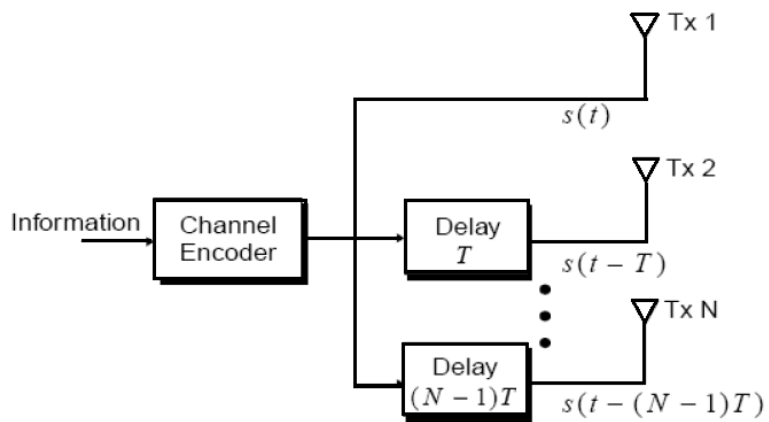 Tx 1
s(t)
Tx 2
Information
Channel
Encoder
Delay
T
s(t − T)
Tx N
Delay
(N − 1)T
s(t − (N − 1)T)